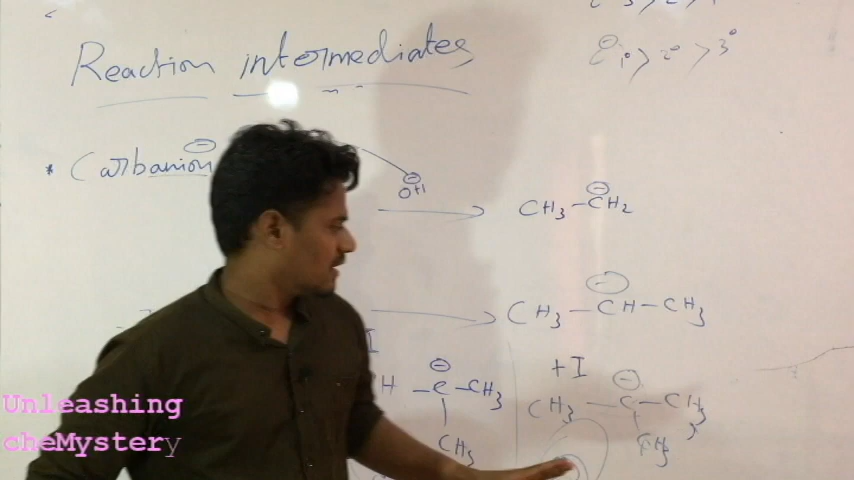 Reaction intermediates
1° > 2° > 3°
* Carbanion
OH
CH3 - CH2
CH3 - CH - CH3
+ I
H - C - CH3
CH3
CH3 - C - CH3
CH3
Unleashing
cheMystery